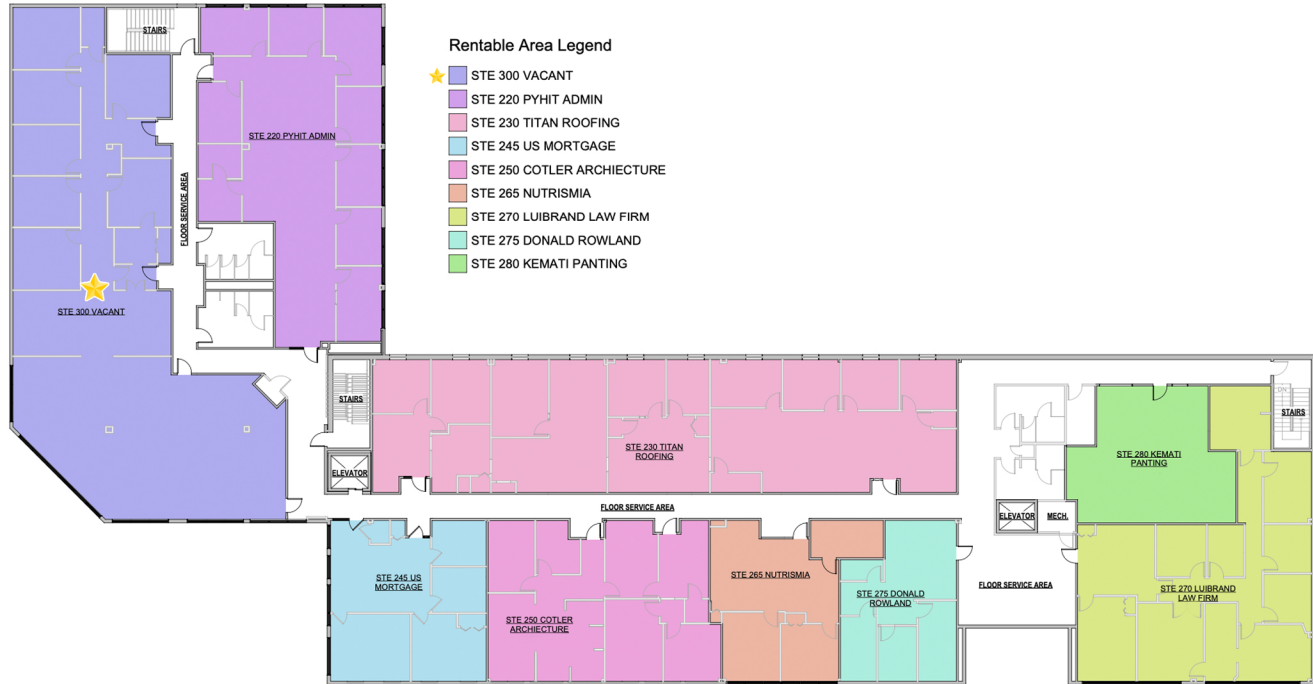 STAIRS
Rentable Area Legend
STE 300 VACANT
STE 220 PYHIT ADMIN
STE 230 TITAN ROOFING
STE 245 US MORTGAGE
STE 250 COTLER ARCHIECTURE
STE 265 NUTRISMIA
STE 270 LUIBRAND LAW FIRM
STE 275 DONALD ROWLAND
STE 280 KEMATI PANTING
STE 220 PYHIT ADMIN
FLOOR SERVICE AREA
STE 300 VACANT
STAIRS
ELEVATOR
STE 230 TITAN
ROOFING
STE 280 KEMATI
PANTING
DN
STAIRS
FLOOR SERVICE AREA
ELEVATOR
MECH.
STE 245 US
MORTGAGE
STE 250 COTLER
ARCHIECTURE
STE 265 NUTRISMIA
STE 275 DONALD
ROWLAND
FLOOR SERVICE AREA
STE 270 LUIBRAND
LAW FIRM